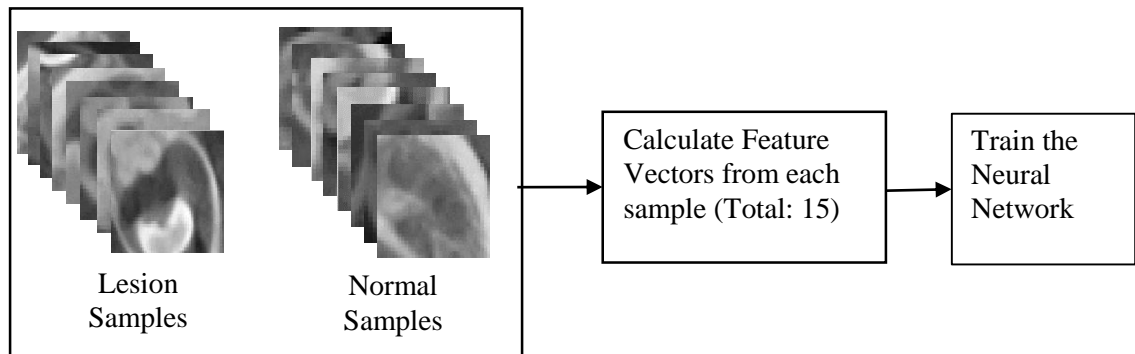 Lesion
Samples
Normal
Samples
Calculate Feature
Vectors from each
sample (Total: 15)
Train the
Neural
Network